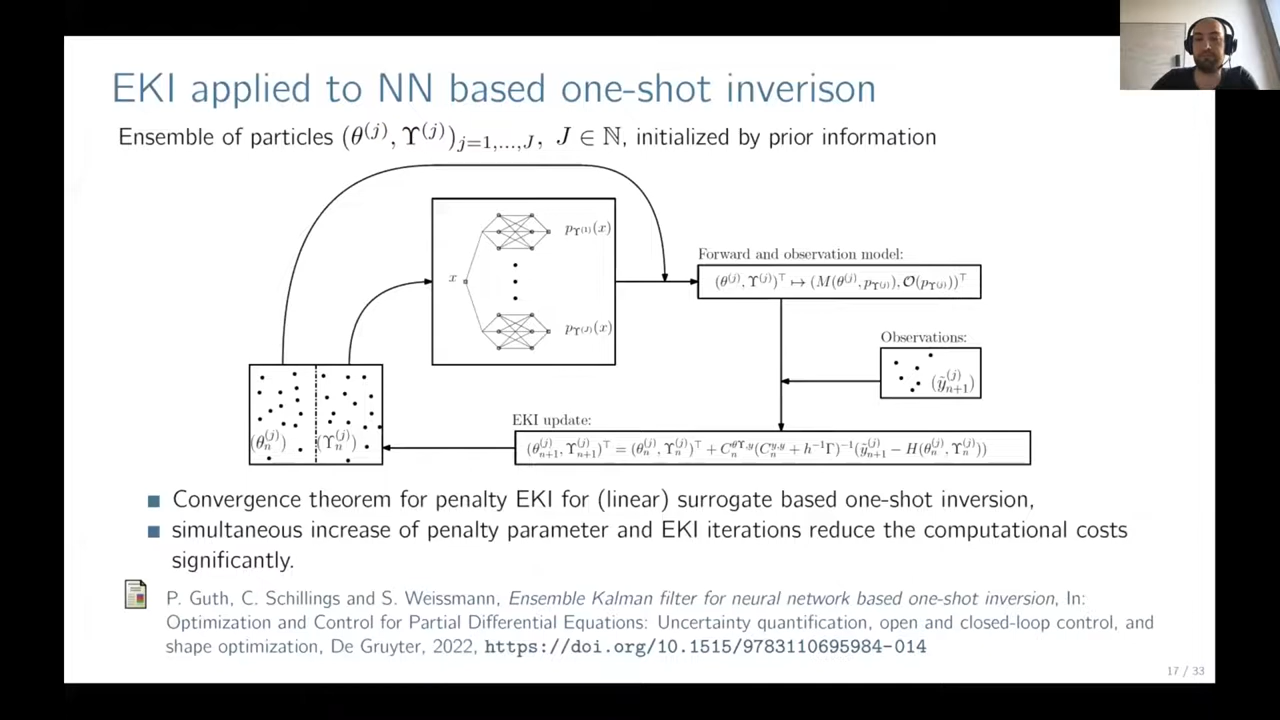 EKI applied to NN based one-shot inverison
Ensemble of particles (θ^(j), ϒ^(j))_{j=1,...,J}, J ∈ ℕ, initialized by prior information
x
p_{ϒ^(1)}(x)
p_{ϒ^(J)}(x)
Forward and observation model:
(θ^(j), ϒ^(j))^⊤ ↦ (M(θ^(j), p_{ϒ^(j)}), 𝒪(p_{ϒ^(j)}))^⊤
Observations:
(ỹ_{n+1}^(j))
(θ_n^(j)) (ϒ_n^(j))
EKI update:
(θ_{n+1}^(j), ϒ_{n+1}^(j))^⊤ = (θ_n^(j), ϒ_n^(j))^⊤ + C_n^{θϒ,y}(C_n^{y,y} + h^{-1}Γ)^{-1}(ỹ_{n+1}^(j) − H(θ_n^(j), ϒ_n^(j)))
Convergence theorem for penalty EKI for (linear) surrogate based one-shot inversion,
simultaneous increase of penalty parameter and EKI iterations reduce the computational costs
significantly.
P. Guth, C. Schillings and S. Weissmann, Ensemble Kalman filter for neural network based one-shot inversion, In:
Optimization and Control for Partial Differential Equations: Uncertainty quantification, open and closed-loop control, and
shape optimization, De Gruyter, 2022, https://doi.org/10.1515/9783110695984-014
17 / 33